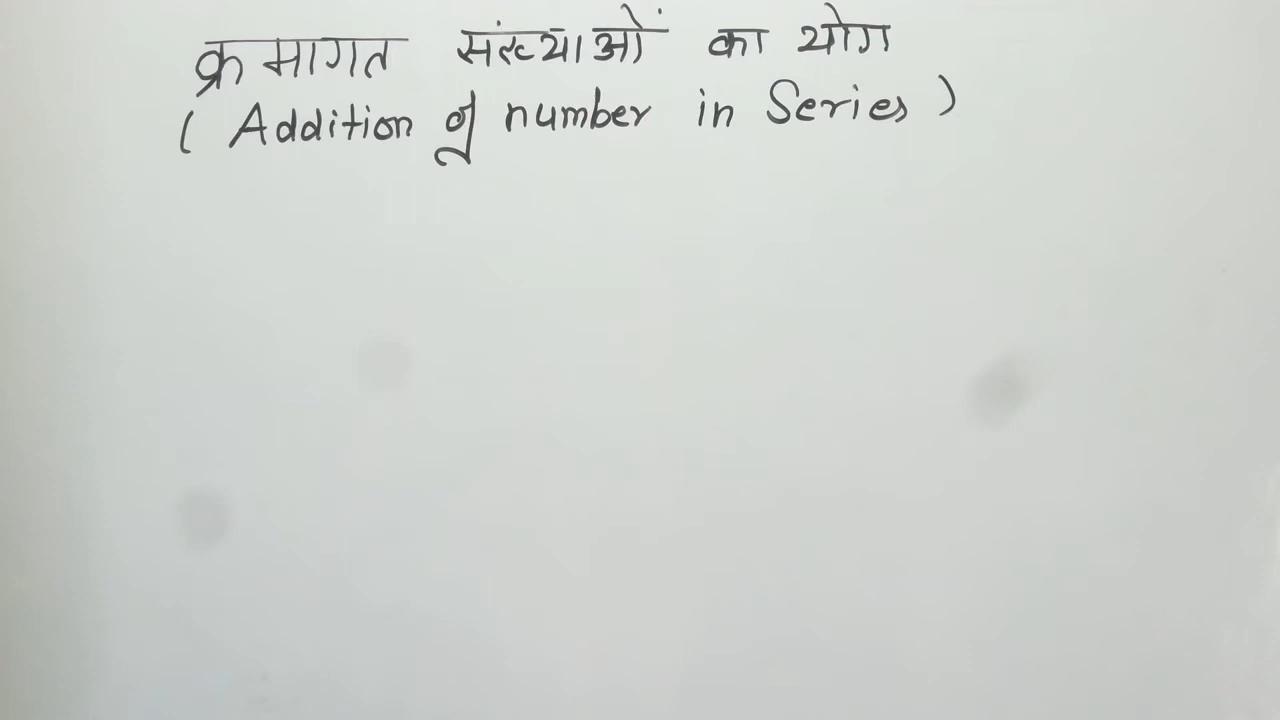 क्रमागत संख्याओं का योग
( Addition of number in Series )